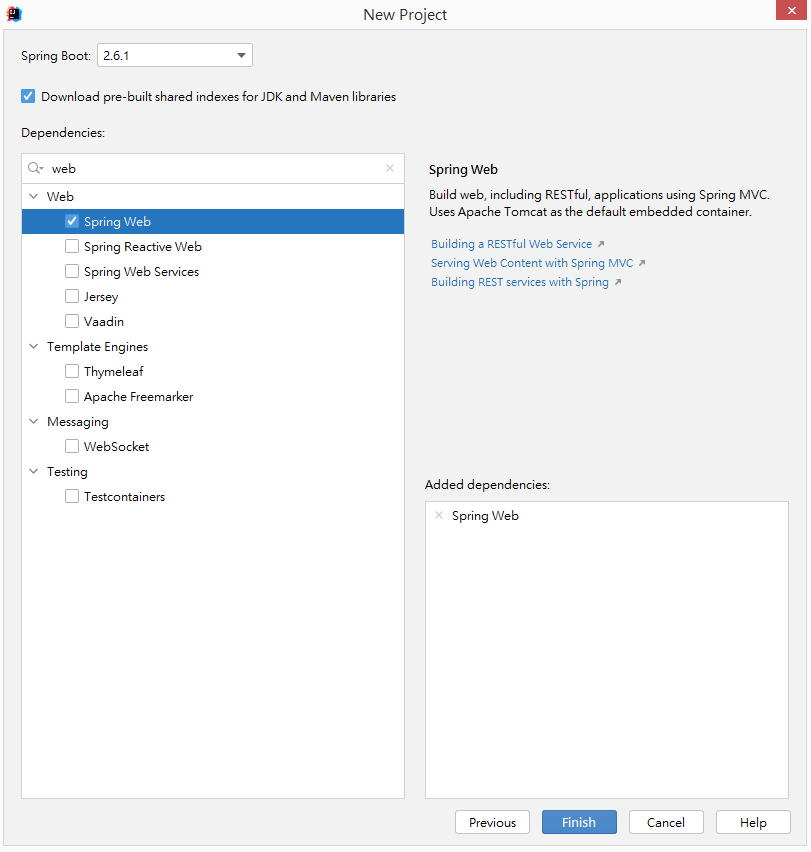 New Project
Spring Boot: 2.6.1
Download pre-built shared indexes for JDK and Maven libraries
Dependencies:
web
Web
Spring Web
Spring Reactive Web
Spring Web Services
Jersey
Vaadin
Template Engines
Thymeleaf
Apache Freemarker
Messaging
WebSocket
Testing
Testcontainers
Spring Web
Build web, including RESTful, applications using Spring MVC.
Uses Apache Tomcat as the default embedded container.
Building a RESTful Web Service
Serving Web Content with Spring MVC
Building REST services with Spring
Added dependencies:
Spring Web
Previous Finish Cancel Help